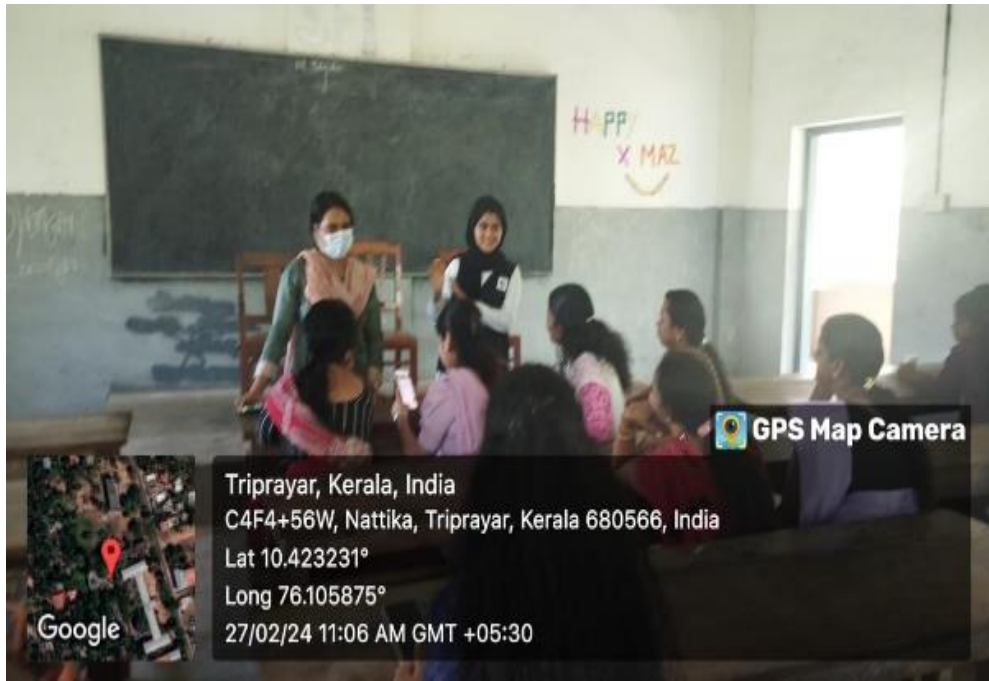 HAPPY
X MAZ
GPS Map Camera
Triprayar, Kerala, India
C4F4+56W, Nattika, Triprayar, Kerala 680566, India
Lat 10.423231°
Long 76.105875°
27/02/24 11:06 AM GMT +05:30
Google